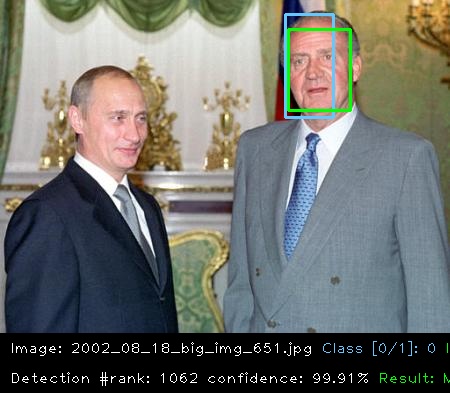 Image: 2002_08_18_big_img_651.jpg Class [0/1]: 0
Detection #rank: 1062 confidence: 99.91% Result: